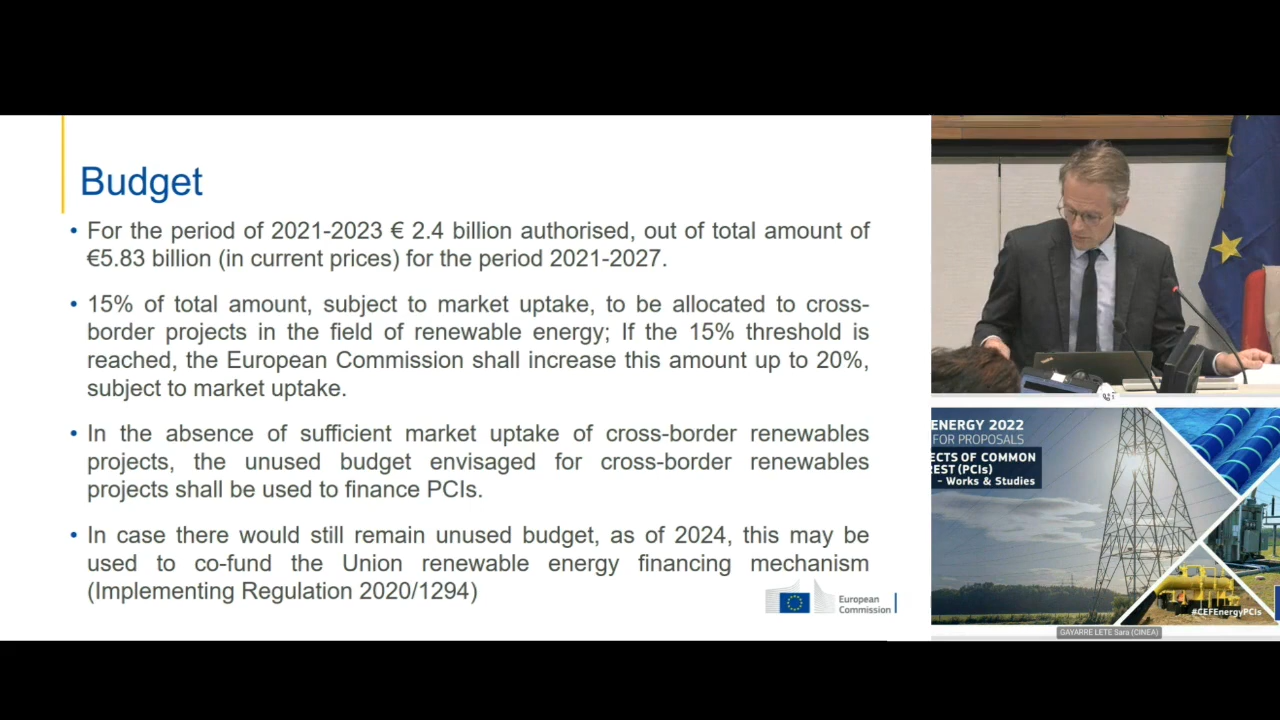 Budget
• For the period of 2021-2023 € 2.4 billion authorised, out of total amount of
€5.83 billion (in current prices) for the period 2021-2027.
• 15% of total amount, subject to market uptake, to be allocated to cross-
border projects in the field of renewable energy; If the 15% threshold is
reached, the European Commission shall increase this amount up to 20%,
subject to market uptake.
• In the absence of sufficient market uptake of cross-border renewables
projects, the unused budget envisaged for cross-border renewables
projects shall be used to finance PCIs.
• In case there would still remain unused budget, as of 2024, this may be
used to co-fund the Union renewable energy financing mechanism
(Implementing Regulation 2020/1294)
European
Commission
ENERGY 2022
FOR PROPOSALS
ECTS OF COMMON
REST (PCIs)
- Works & Studies
#CEFEnergyPCIs
GAYARRE LETE Sara (CINEA)